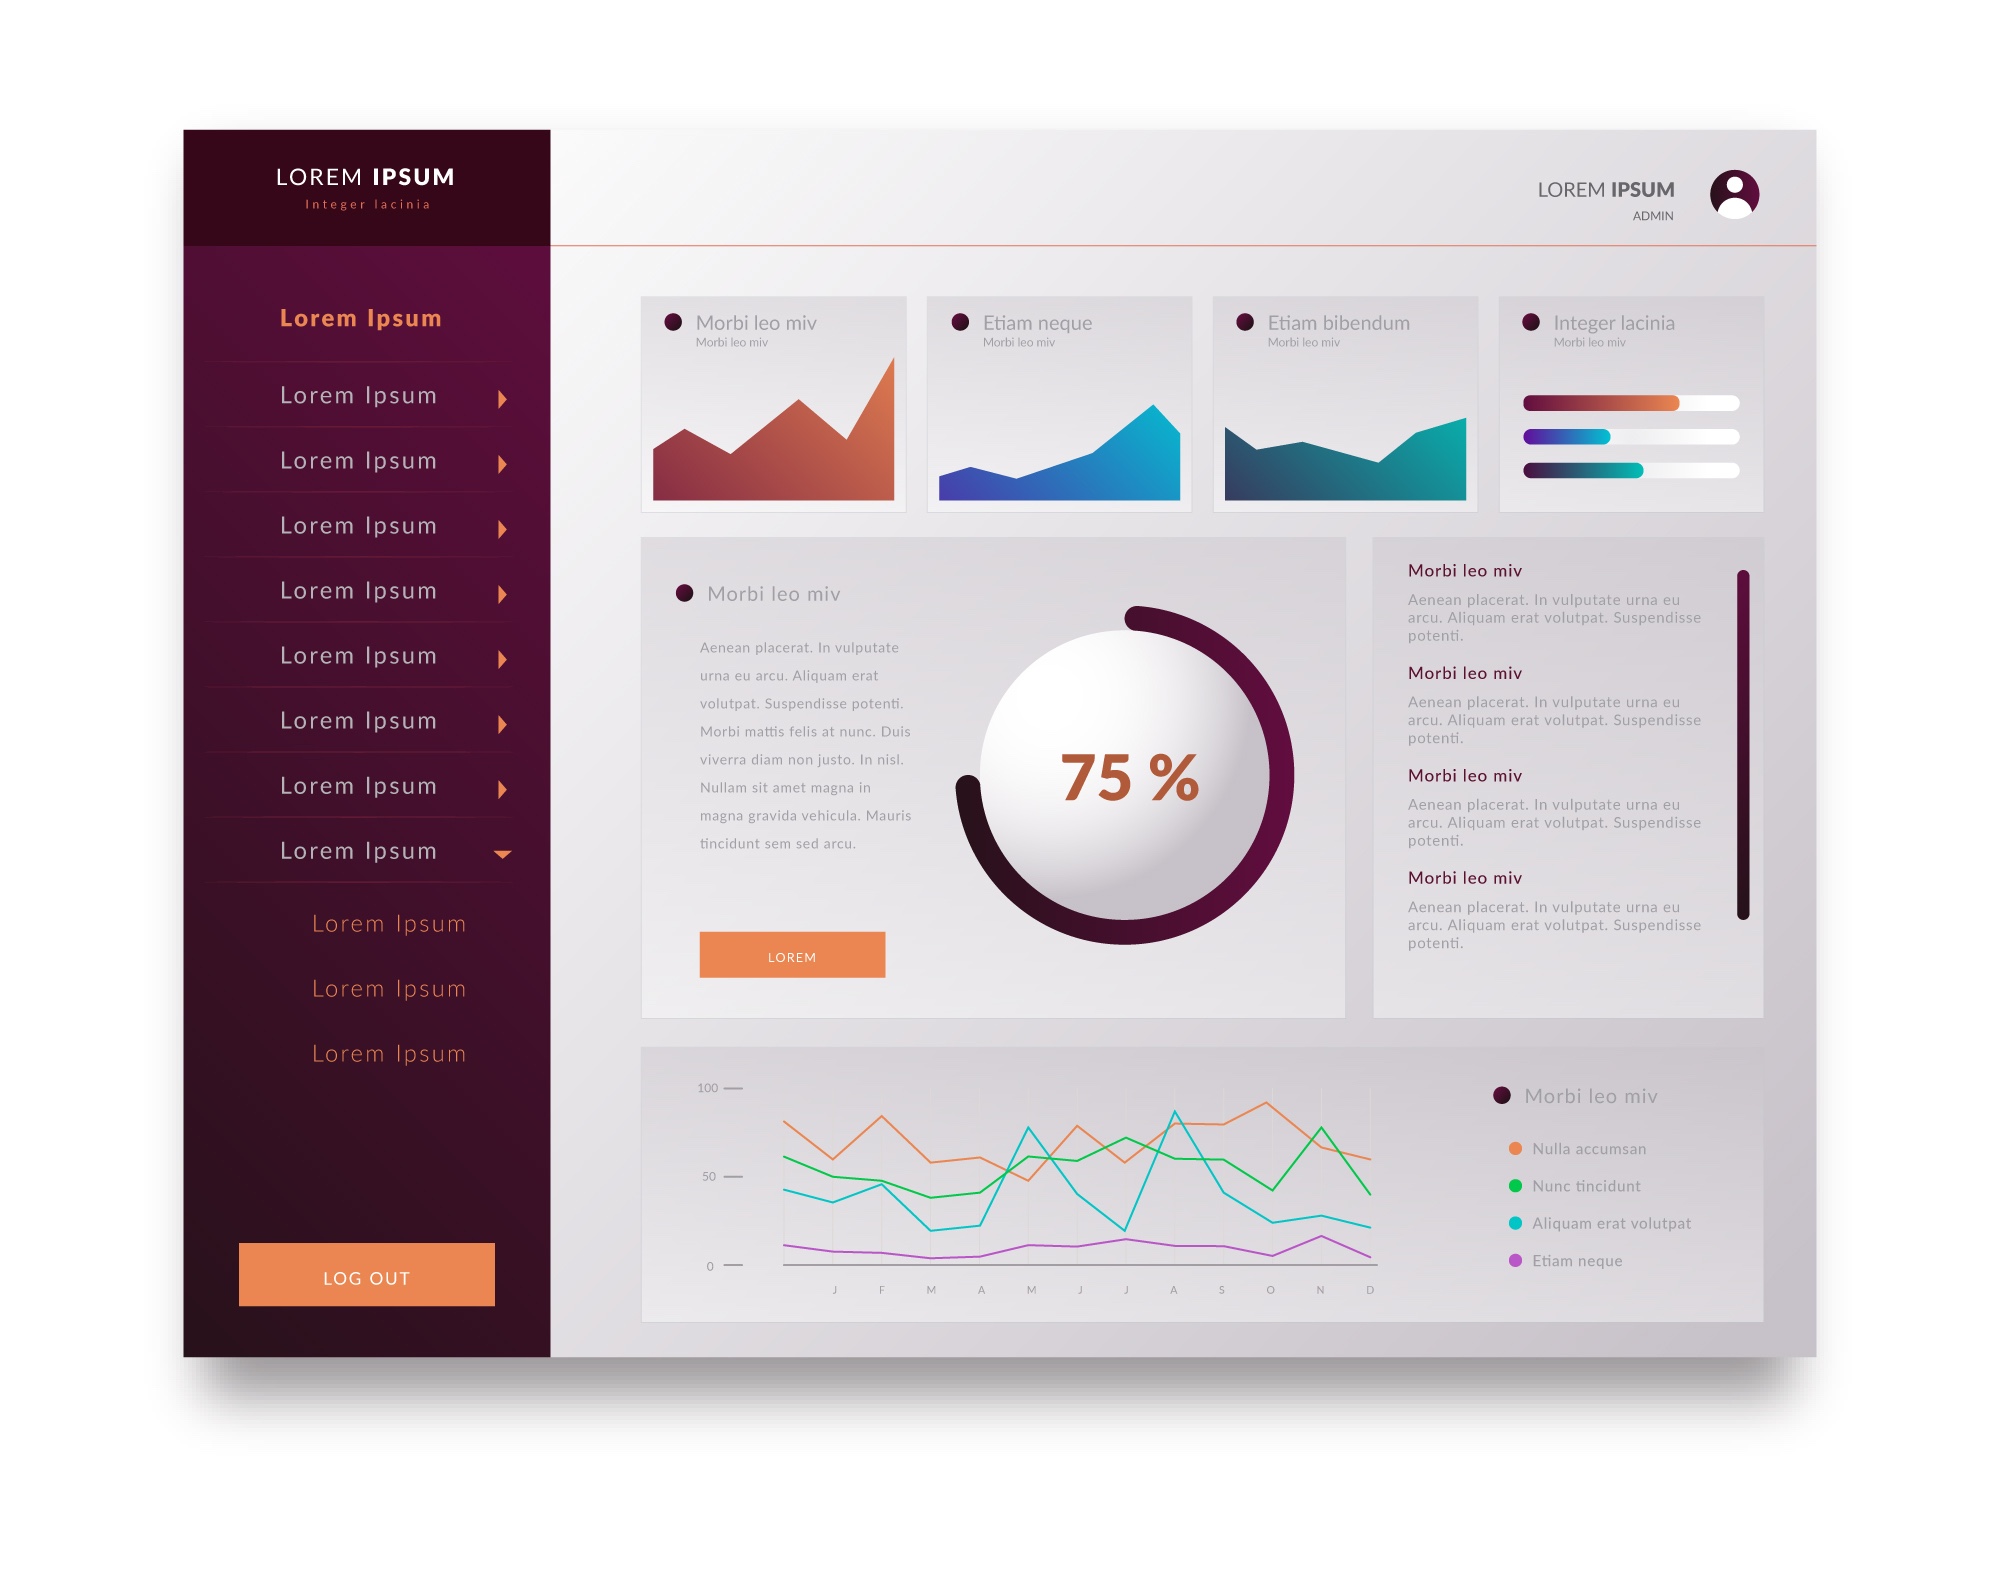 LOREM IPSUM
Integer lacinia
Lorem Ipsum
Lorem Ipsum
Lorem Ipsum
Lorem Ipsum
Lorem Ipsum
Lorem Ipsum
Lorem Ipsum
Lorem Ipsum
Lorem Ipsum
Lorem Ipsum
Lorem Ipsum
Lorem Ipsum
LOG OUT
LOREM IPSUM
ADMIN
Morbi leo miv
Morbi leo miv
Etiam neque
Morbi leo miv
Etiam bibendum
Morbi leo miv
Integer lacinia
Morbi leo miv
Morbi leo miv
Aenean placerat. In vulputate
urna eu arcu. Aliquam erat
volutpat. Suspendisse potenti.
Morbi mattis felis at nunc. Duis
viverra diam non justo. In nisl.
Nullam sit amet magna in
magna gravida vehicula. Mauris
tincidunt sem sed arcu.
LOREM
75 %
Morbi leo miv
Aenean placerat. In vulputate urna eu
arcu. Aliquam erat volutpat. Suspendisse
potenti.
Morbi leo miv
Aenean placerat. In vulputate urna eu
arcu. Aliquam erat volutpat. Suspendisse
potenti.
Morbi leo miv
Aenean placerat. In vulputate urna eu
arcu. Aliquam erat volutpat. Suspendisse
potenti.
Morbi leo miv
Aenean placerat. In vulputate urna eu
arcu. Aliquam erat volutpat. Suspendisse
potenti.
100
50
0
J F M A M J J A S O N D
Morbi leo miv
Nulla accumsan
Nunc tincidunt
Aliquam erat volutpat
Etiam neque